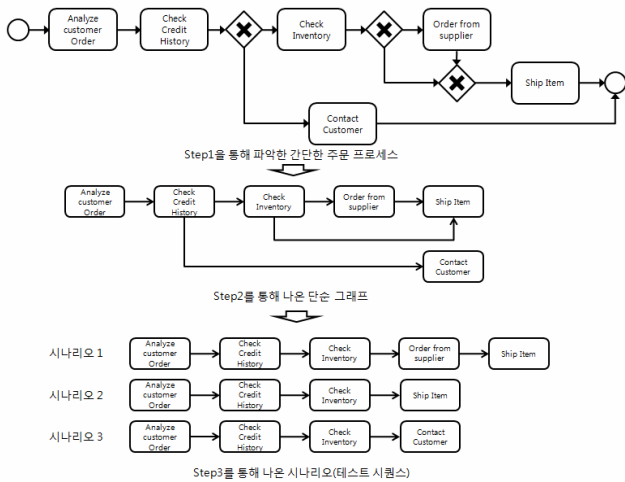 Analyze
customer
Order
Check
Credit
History
Check
Inventory
Order from
supplier
Ship Item
Contact
Customer
Step1을 통해 파악한 간단한 주문 프로세스
Analyze
customer
Order
Check
Credit
History
Check
Inventory
Order from
supplier
Ship Item
Contact
Customer
Step2를 통해 나온 단순 그래프
시나리오 1
Analyze
customer
Order
Check
Credit
History
Check
Inventory
Order from
supplier
Ship Item
시나리오 2
Analyze
customer
Order
Check
Credit
History
Check
Inventory
Ship Item
시나리오 3
Analyze
customer
Order
Check
Credit
History
Check
Inventory
Contact
Customer
Step3를 통해 나온 시나리오(테스트 시퀀스)